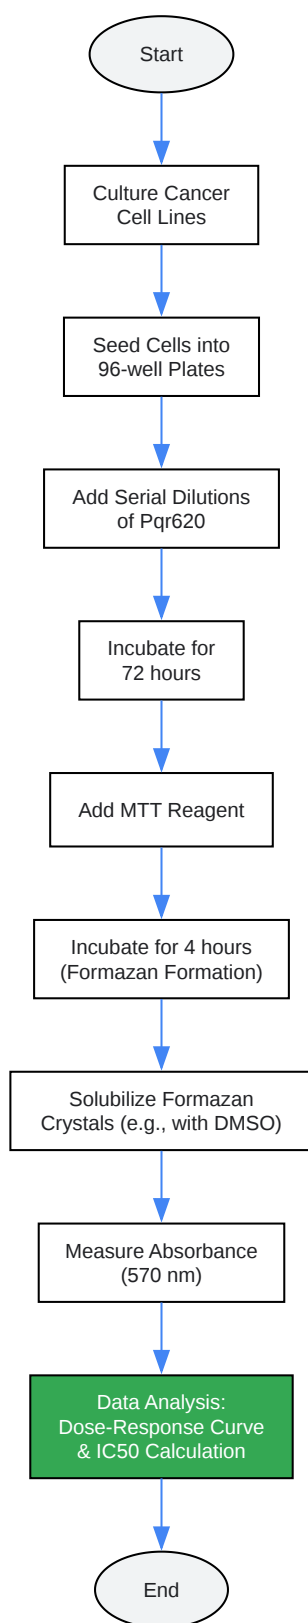 Start
Culture Cancer
Cell Lines
Seed Cells into
96-well Plates
Add Serial Dilutions
of Pqr620
Incubate for
72 hours
Add MTT Reagent
Incubate for 4 hours
(Formazan Formation)
Solubilize Formazan
Crystals (e.g., with DMSO)
Measure Absorbance
(570 nm)
Data Analysis:
Dose-Response Curve
& IC50 Calculation
End